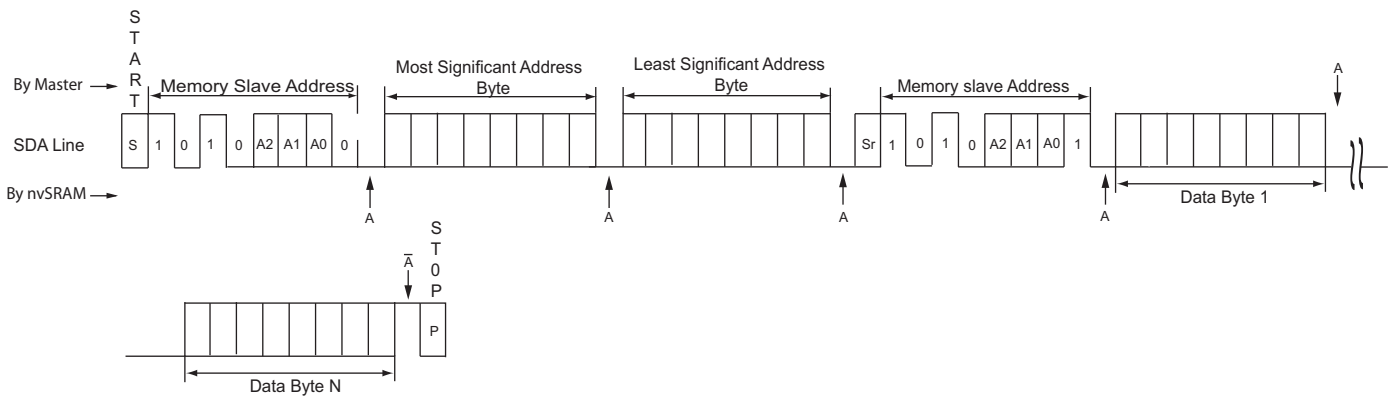 START
By Master
Memory Slave Address
Most Significant Address Byte
Least Significant Address Byte
Memory slave Address
A
SDA Line
S 1 0 1 0 A2 A1 A0 0
Sr 1 0 1 0 A2 A1 A0 1
By nvSRAM
A
A
A
A
Data Byte 1
ST0P
A̅
P
Data Byte N